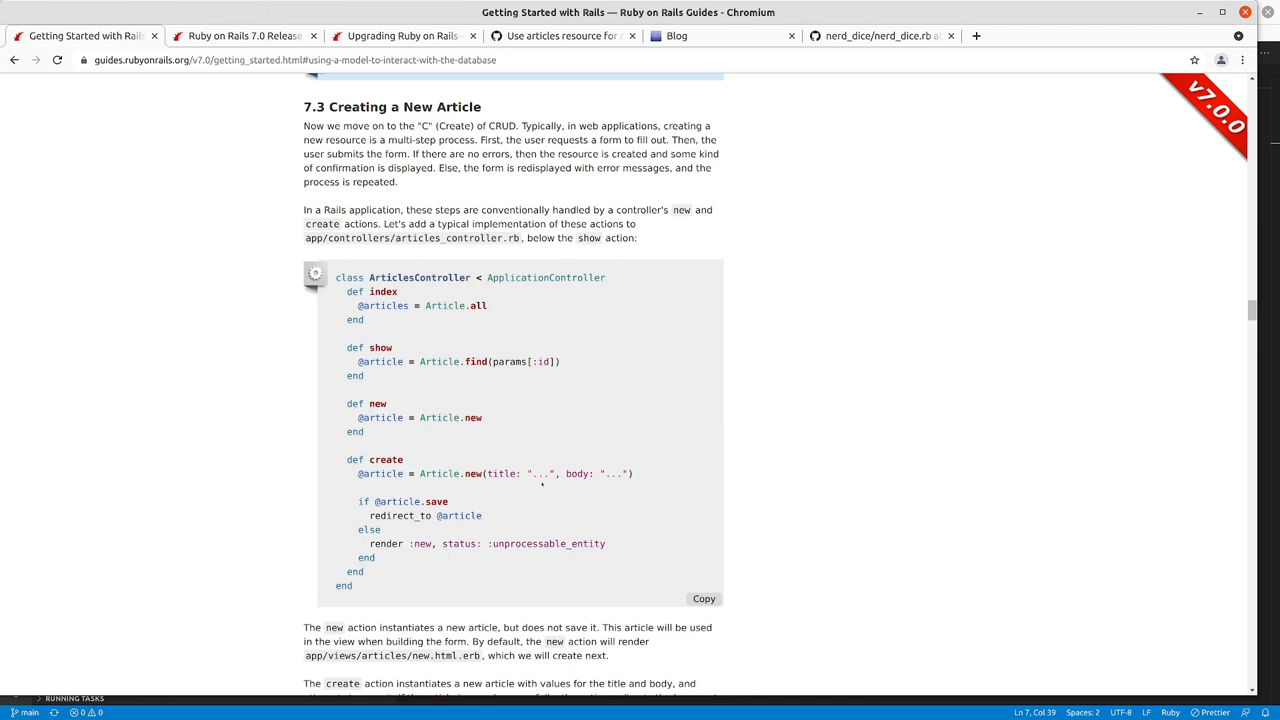 Getting Started with Rails — Ruby on Rails Guides - Chromium
Getting Started with Rails
Ruby on Rails 7.0 Release
Upgrading Ruby on Rails
Use articles resource for
Blog
nerd_dice/nerd_dice.rb at
guides.rubyonrails.org/v7.0/getting_started.html#using-a-model-to-interact-with-the-database
v7.0.0
7.3 Creating a New Article
Now we move on to the "C" (Create) of CRUD. Typically, in web applications, creating a
new resource is a multi-step process. First, the user requests a form to fill out. Then, the
user submits the form. If there are no errors, then the resource is created and some kind
of confirmation is displayed. Else, the form is redisplayed with error messages, and the
process is repeated.
In a Rails application, these steps are conventionally handled by a controller's new and
create actions. Let's add a typical implementation of these actions to
app/controllers/articles_controller.rb, below the show action:
class ArticlesController < ApplicationController
  def index
    @articles = Article.all
  end
  def show
    @article = Article.find(params[:id])
  end
  def new
    @article = Article.new
  end
  def create
    @article = Article.new(title: "...", body: "...")
    if @article.save
      redirect_to @article
    else
      render :new, status: :unprocessable_entity
    end
  end
end
Copy
The new action instantiates a new article, but does not save it. This article will be used
in the view when building the form. By default, the new action will render
app/views/articles/new.html.erb, which we will create next.
The create action instantiates a new article with values for the title and body, and
RUNNING TASKS
main 0 0 Ln 7, Col 39 Spaces: 2 UTF-8 LF Ruby Prettier